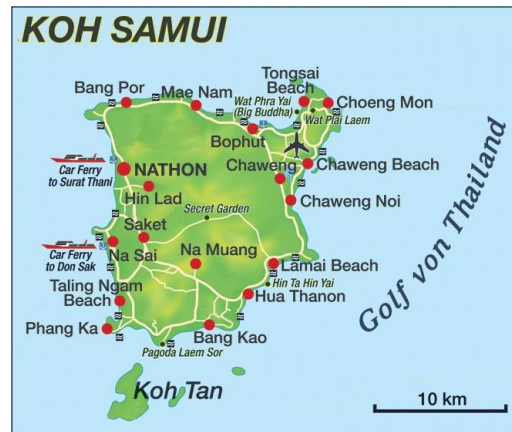 KOH SAMUI
Tongsai
Beach
Bang Por
Mae Nam
Wat Phra Yai
(Big Buddha)
Choeng Mon
Wat Plai Laem
Bophut
Car Ferry
to Surat Thani
NATHON
Chaweng
Chaweng Beach
Hin Lad
Chaweng Noi
Secret Garden
Saket
Car Ferry
to Don Sak
Na Sai
Na Muang
Lamai Beach
Hin Ta Hin Yai
Taling Ngam
Beach
Hua Thanon
Phang Ka
Bang Kao
Pagoda Laem Sor
Koh Tan
Golf von Thailand
10 km